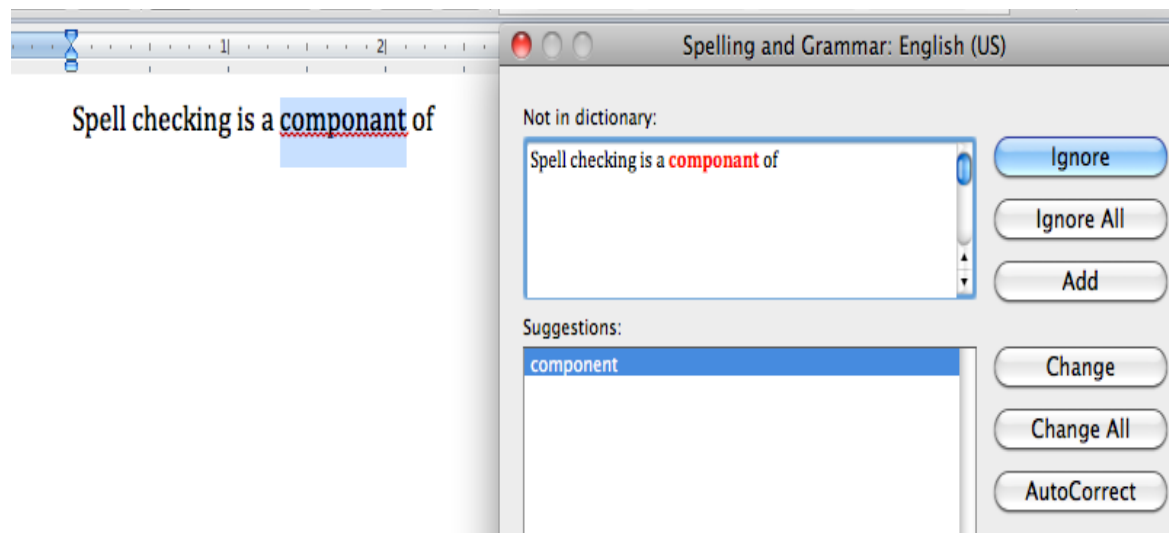 Spelling and Grammar: English (US)
1
2
Spell checking is a componant of
Not in dictionary:
Spell checking is a componant of
Ignore
Ignore All
Add
Suggestions:
component
Change
Change All
AutoCorrect